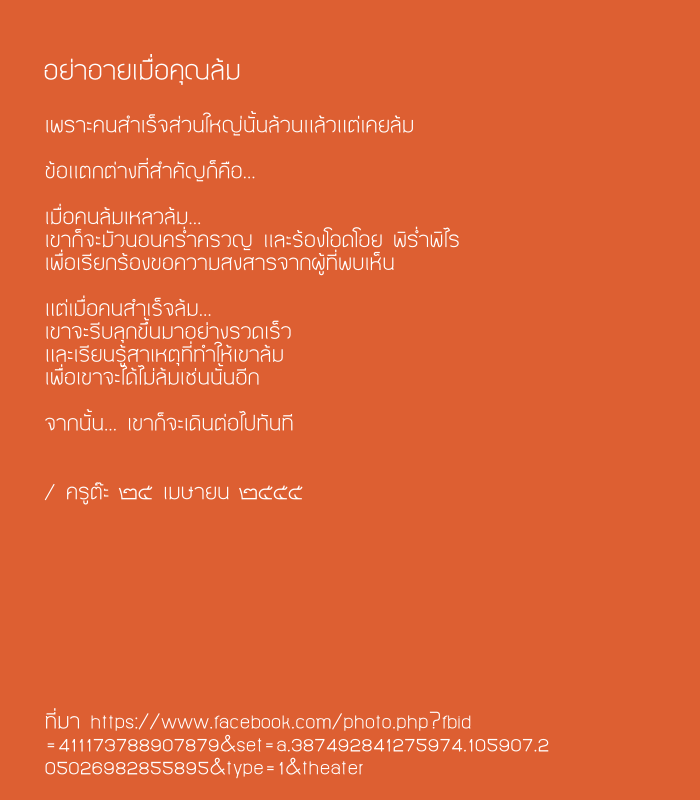 อย่าอายเมื่อคุณล้ม
เพราะคนสำเร็จส่วนใหญ่นั้นล้วนแล้วแต่เคยล้ม
ข้อแตกต่างที่สำคัญก็คือ...
เมื่อคนล้มเหลวล้ม...
เขาก็จะมัวนอนคร่ำครวญ และร้องโอดโอย พิร่ำพิไร
เพื่อเรียกร้องขอความสงสารจากผู้ที่พบเห็น
แต่เมื่อคนสำเร็จล้ม...
เขาจะรีบลุกขึ้นมาอย่างรวดเร็ว
และเรียนรู้สาเหตุที่ทำให้เขาล้ม
เพื่อเขาจะได้ไม่ล้มเช่นนั้นอีก
จากนั้น... เขาก็จะเดินต่อไปทันที
/ ครูต๊ะ ๒๕ เมษายน ๒๕๕๕
ที่มา https://www.facebook.com/photo.php?fbid
=411173788907879&set=a.387492841275974.105907.2
05026982855895&type=1&theater